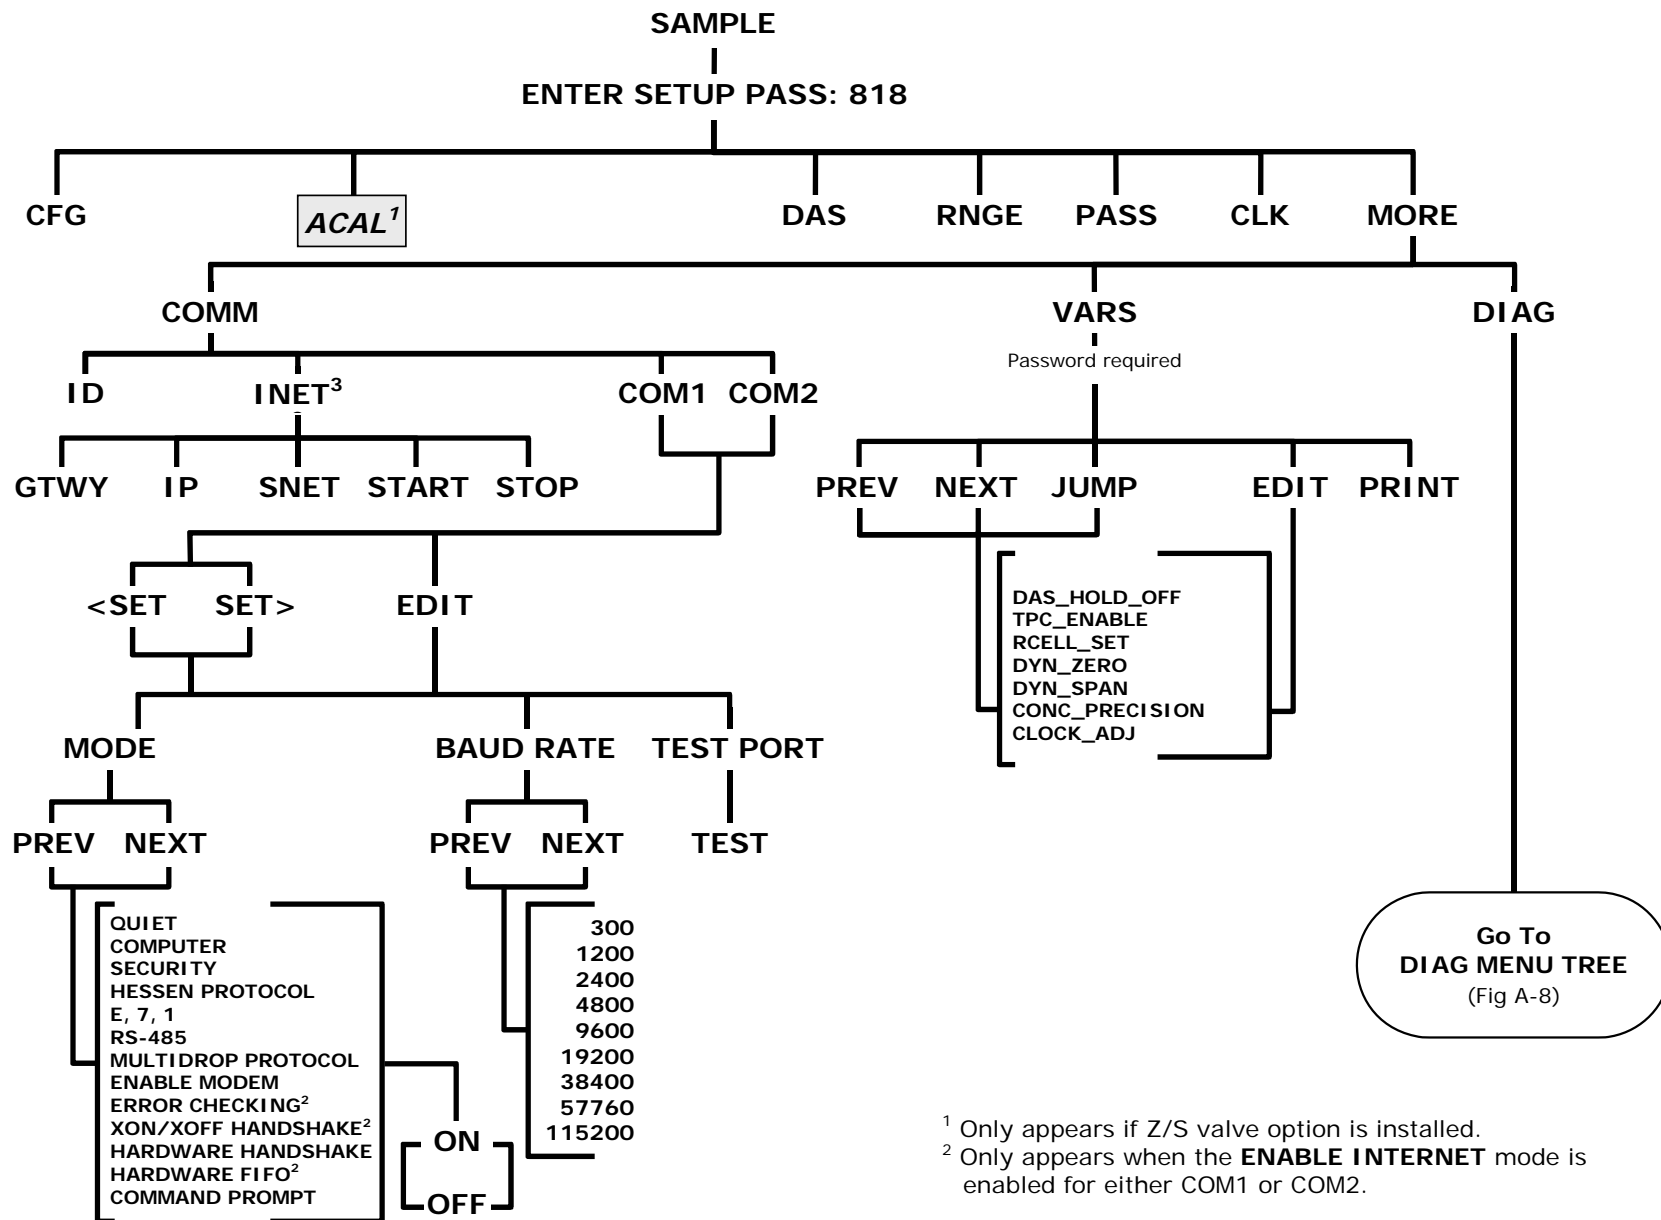 SAMPLE
ENTER SETUP PASS: 818
CFG
ACAL¹
DAS
RNGE
PASS
CLK
MORE
COMM
VARS
DIAG
Password required
ID
INET³
COM1
COM2
GTWY
IP
SNET
START
STOP
PREV
NEXT
JUMP
EDIT
PRINT
<SET
SET>
EDIT
DAS_HOLD_OFF
TPC_ENABLE
RCELL_SET
DYN_ZERO
DYN_SPAN
CONC_PRECISION
CLOCK_ADJ
MODE
BAUD RATE
TEST PORT
PREV
NEXT
PREV
NEXT
TEST
QUIET
COMPUTER
SECURITY
HESSEN PROTOCOL
E, 7, 1
RS-485
MULTIDROP PROTOCOL
ENABLE MODEM
ERROR CHECKING²
XON/XOFF HANDSHAKE²
HARDWARE HANDSHAKE
HARDWARE FIFO²
COMMAND PROMPT
ON
OFF
300
1200
2400
4800
9600
19200
38400
57760
115200
Go To
DIAG MENU TREE
(Fig A-8)
¹ Only appears if Z/S valve option is installed.
² Only appears when the ENABLE INTERNET mode is
enabled for either COM1 or COM2.